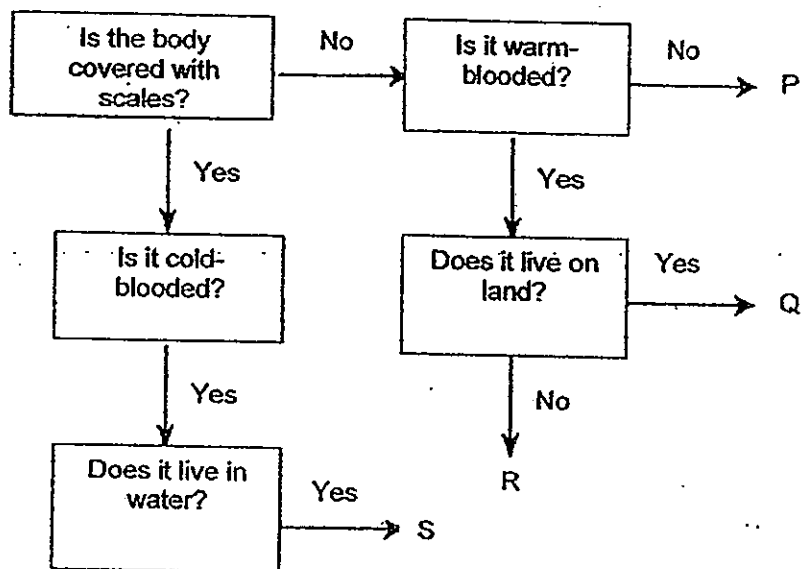 Is the body
covered with
scales?
No
Is it warm-
blooded?
No
P
Yes
Yes
Is it cold-
blooded?
Does it live on
land?
Yes
Q
Yes
No
Does it live in
water?
Yes
S
R